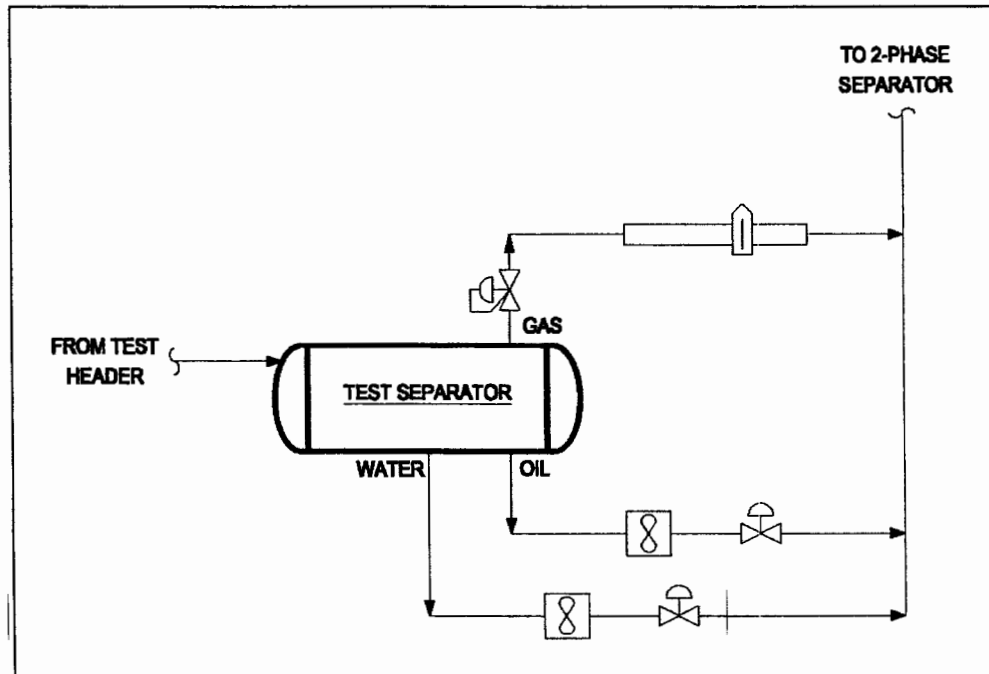 TO 2-PHASE
SEPARATOR
GAS
FROM TEST
HEADER
TEST SEPARATOR
WATER
OIL